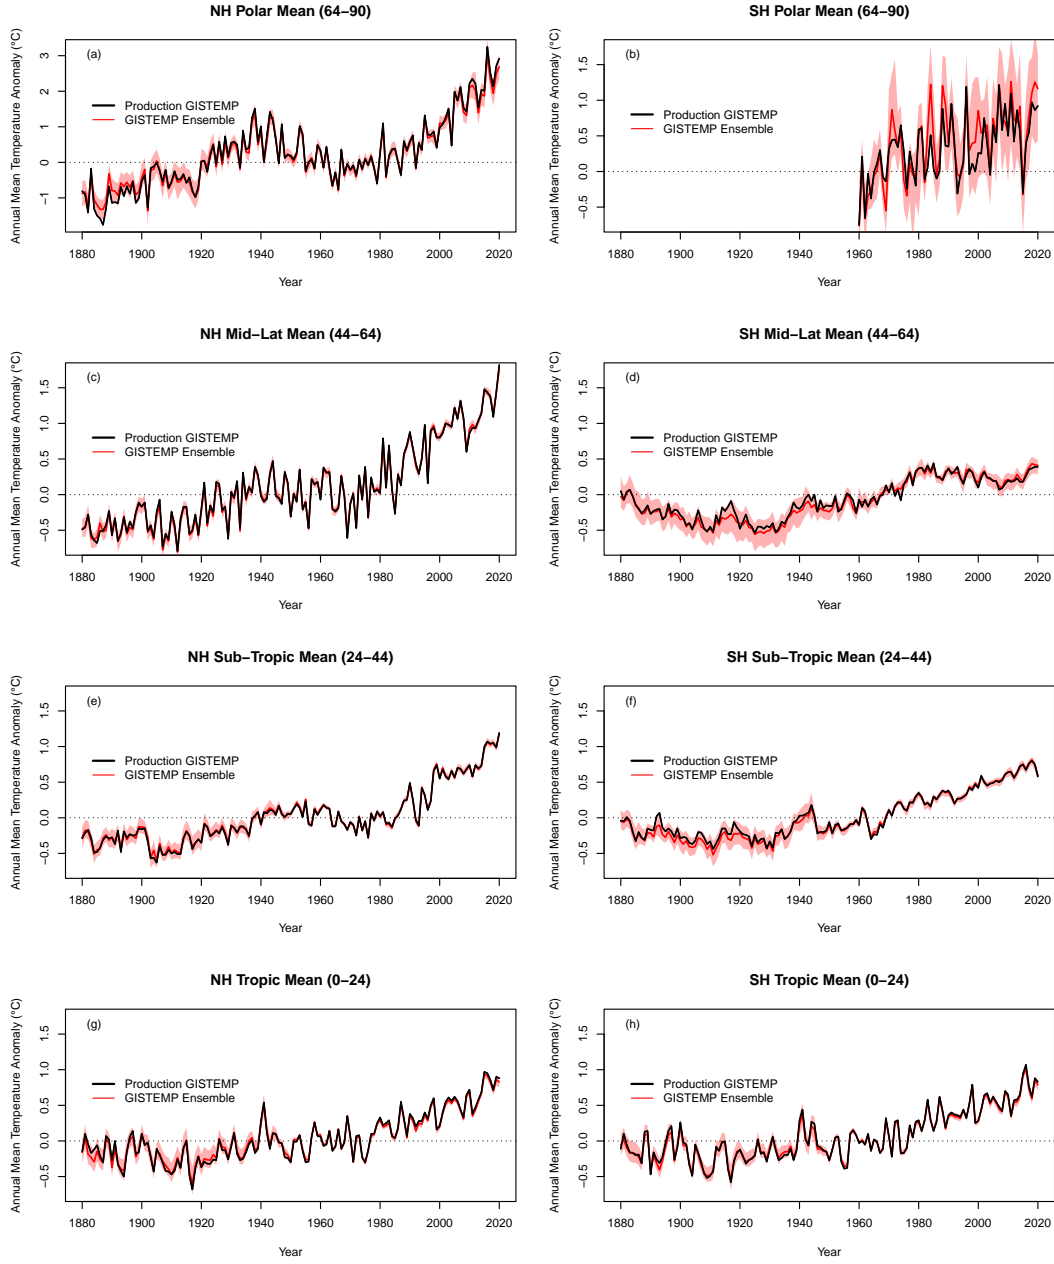 NH Polar Mean (64−90)
Annual Mean Temperature Anomaly (°C)
(a)
Production GISTEMP
GISTEMP Ensemble
3
2
1
0
−1
1880 1900 1920 1940 1960 1980 2000 2020
Year
SH Polar Mean (64−90)
Annual Mean Temperature Anomaly (°C)
(b)
Production GISTEMP
GISTEMP Ensemble
1.5
1.0
0.5
0.0
−0.5
1880 1900 1920 1940 1960 1980 2000 2020
Year
NH Mid−Lat Mean (44−64)
Annual Mean Temperature Anomaly (°C)
(c)
Production GISTEMP
GISTEMP Ensemble
1.5
1.0
0.5
0.0
−0.5
1880 1900 1920 1940 1960 1980 2000 2020
Year
SH Mid−Lat Mean (44−64)
Annual Mean Temperature Anomaly (°C)
(d)
Production GISTEMP
GISTEMP Ensemble
1.5
1.0
0.5
0.0
−0.5
1880 1900 1920 1940 1960 1980 2000 2020
Year
NH Sub−Tropic Mean (24−44)
Annual Mean Temperature Anomaly (°C)
(e)
Production GISTEMP
GISTEMP Ensemble
1.5
1.0
0.5
0.0
−0.5
1880 1900 1920 1940 1960 1980 2000 2020
Year
SH Sub−Tropic Mean (24−44)
Annual Mean Temperature Anomaly (°C)
(f)
Production GISTEMP
GISTEMP Ensemble
1.5
1.0
0.5
0.0
−0.5
1880 1900 1920 1940 1960 1980 2000 2020
Year
NH Tropic Mean (0−24)
Annual Mean Temperature Anomaly (°C)
(g)
Production GISTEMP
GISTEMP Ensemble
1.5
1.0
0.5
0.0
−0.5
1880 1900 1920 1940 1960 1980 2000 2020
Year
SH Tropic Mean (0−24)
Annual Mean Temperature Anomaly (°C)
(h)
Production GISTEMP
GISTEMP Ensemble
1.5
1.0
0.5
0.0
−0.5
1880 1900 1920 1940 1960 1980 2000 2020
Year